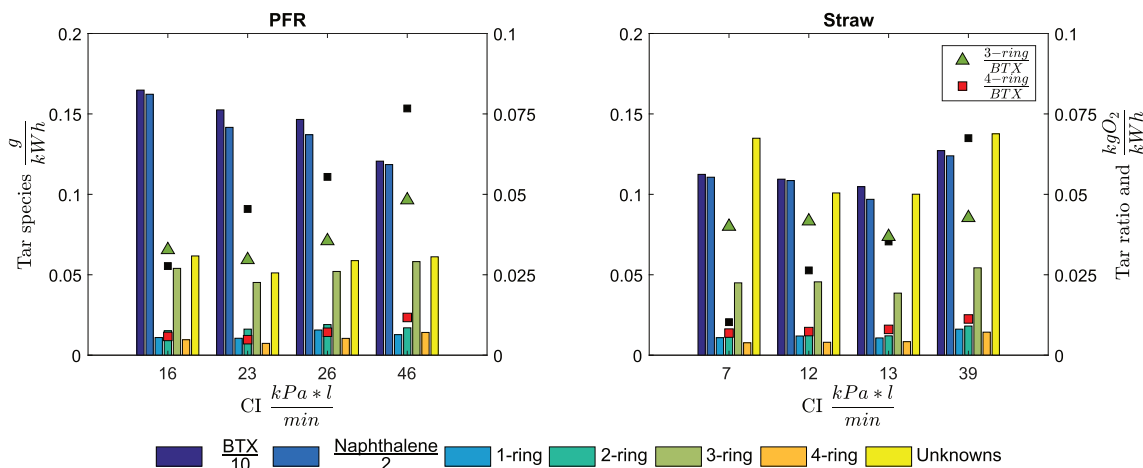 PFR
Straw
0.2
0.15
0.1
0.05
0
Tar species g/kWh
0.1
0.075
0.05
0.025
0
16 23 26 46
CI kPa * l/min
0.2
0.15
0.1
0.05
0
3−ring/BTX
4−ring/BTX
0.1
0.075
0.05
0.025
0
Tar ratio and kgO₂/kWh
7 12 13 39
CI kPa * l/min
BTX/10 Naphthalene/2 1-ring 2-ring 3-ring 4-ring Unknowns